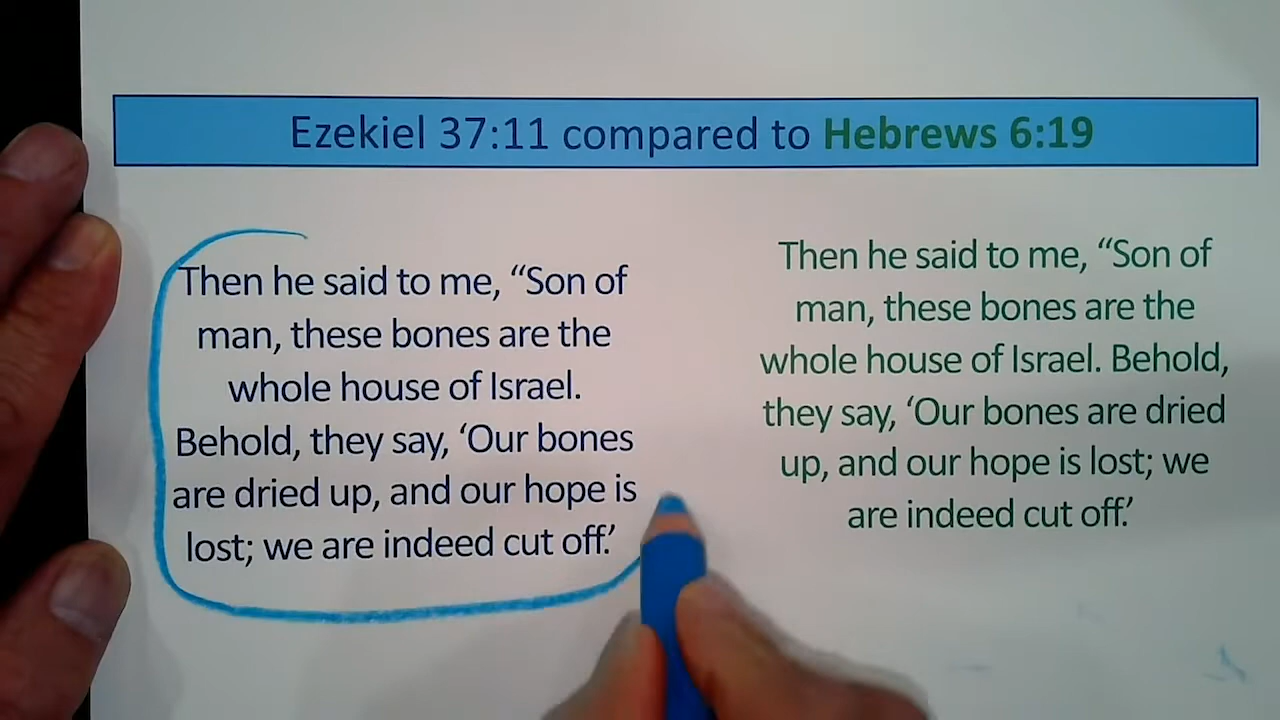 Ezekiel 37:11 compared to Hebrews 6:19
Then he said to me, “Son of
man, these bones are the
whole house of Israel.
Behold, they say, ‘Our bones
are dried up, and our hope is
lost; we are indeed cut off.’
Then he said to me, “Son of
man, these bones are the
whole house of Israel. Behold,
they say, ‘Our bones are dried
up, and our hope is lost; we
are indeed cut off.’